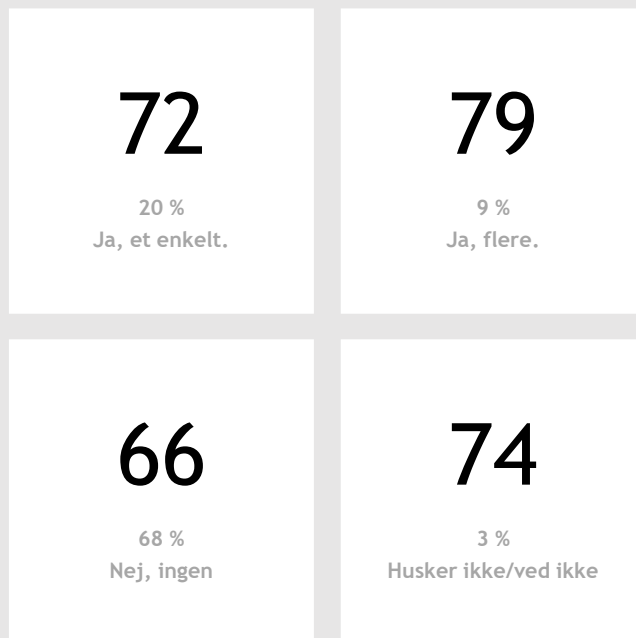 72
20 %
Ja, et enkelt.
79
9 %
Ja, flere.
66
68 %
Nej, ingen
74
3 %
Husker ikke/ved ikke